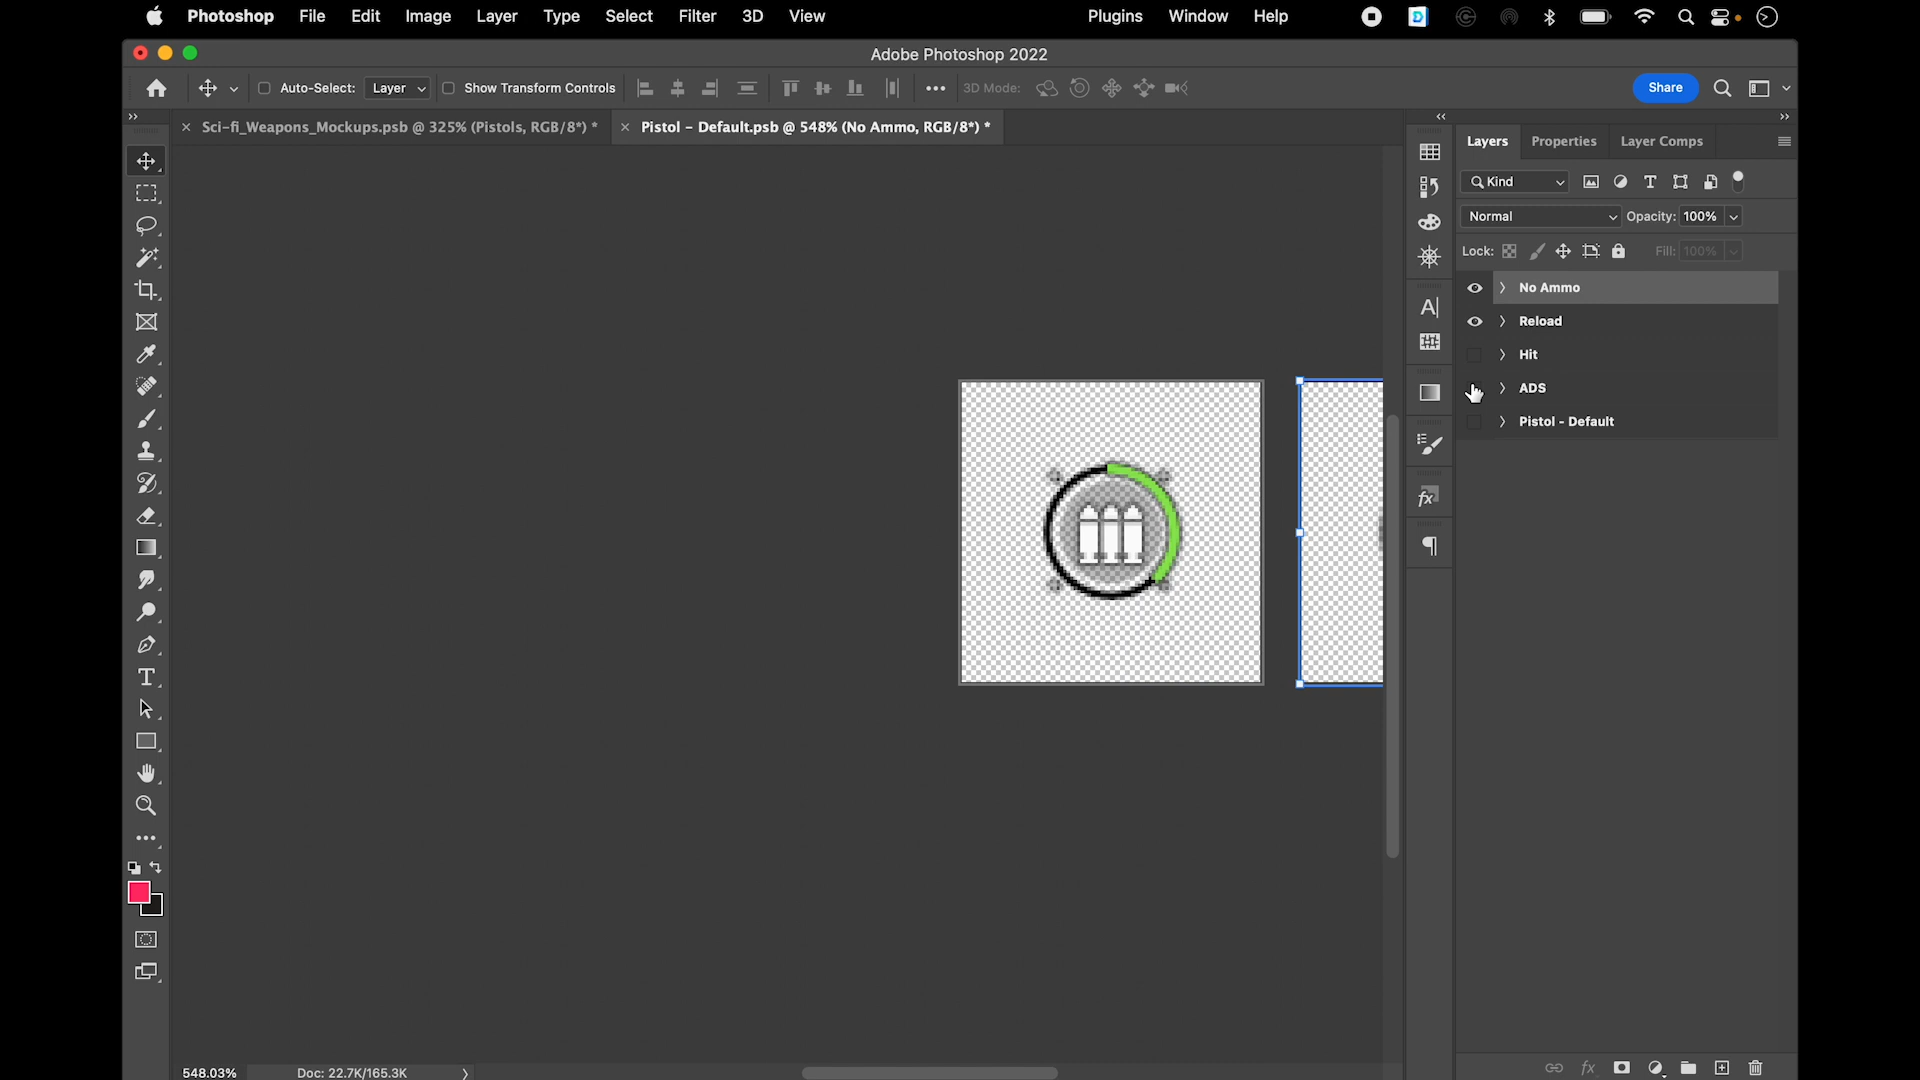 Photoshop File Edit Image Layer Type Select Filter 3D View Plugins Window Help
Adobe Photoshop 2022
Auto-Select: Layer Show Transform Controls 3D Mode: Share
Sci-fi_Weapons_Mockups.psb @ 325% (Pistols, RGB/8*) * Pistol - Default.psb @ 548% (No Ammo, RGB/8*) *
Layers Properties Layer Comps
Kind
Normal Opacity: 100%
Lock: Fill: 100%
No Ammo
Reload
Hit
ADS
Pistol - Default
548.03% Doc: 22.7K/165.3K